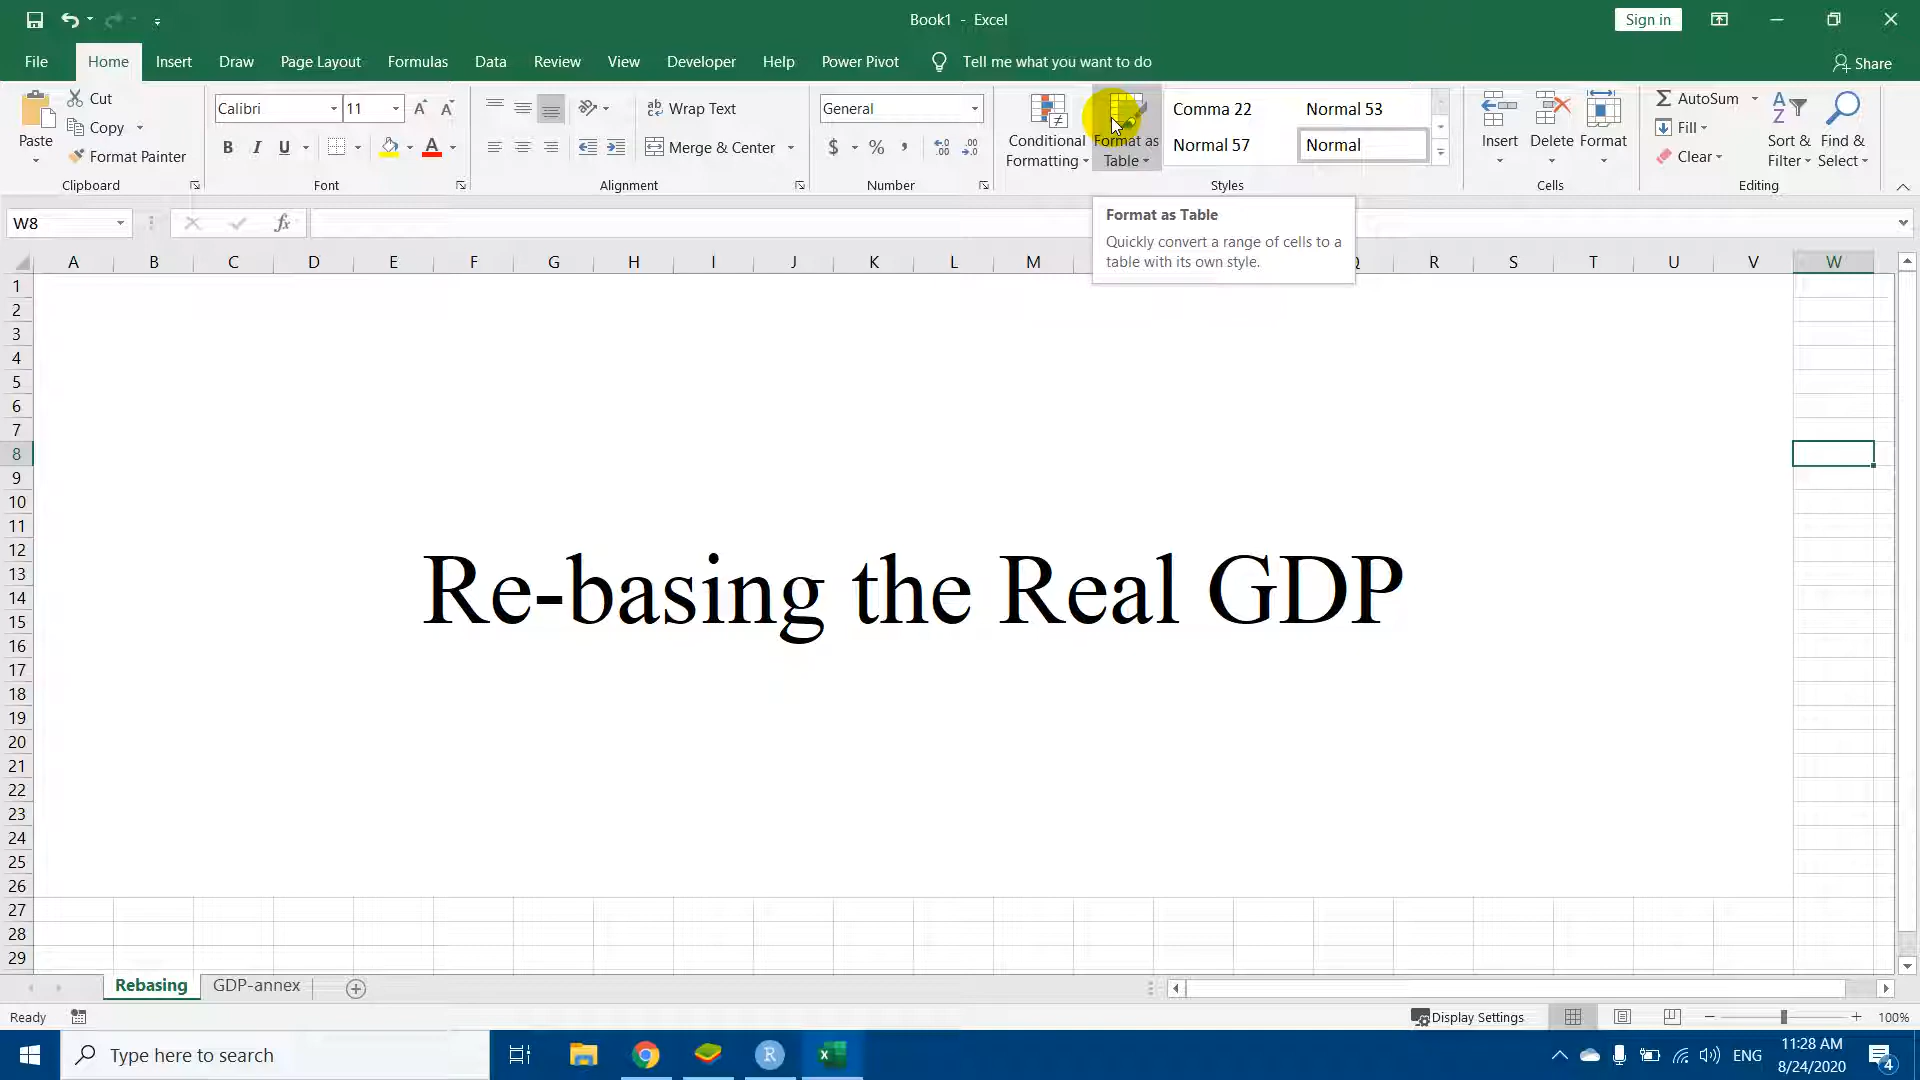 Book1 - Excel
Sign in
File Home Insert Draw Page Layout Formulas Data Review View Developer Help Power Pivot Tell me what you want to do Share
Paste
Cut
Copy
Format Painter
Clipboard
Calibri 11
B I U A
Font
Wrap Text
Merge & Center
Alignment
General
$ % ,
Number
Conditional Formatting
Format as Table
Comma 22 Normal 53
Normal 57 Normal
Styles
Insert Delete Format
Cells
AutoSum
Fill
Clear
Sort & Filter
Find & Select
Editing
W8 fx
Format as Table
Quickly convert a range of cells to a
table with its own style.
A B C D E F G H I J K L M Q R S T U V W
1
2
3
4
5
6
7
8
9
10
11
12
13
14
15
16
17
18
19
20
21
22
23
24
25
26
27
28
29
Re-basing the Real GDP
Rebasing GDP-annex
Ready Display Settings 100%
Type here to search
R
ENG
11:28 AM
8/24/2020
4